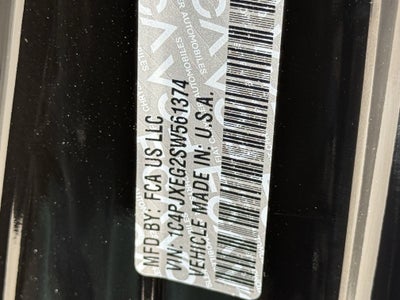 MFD BY: FCA US LLC
VIN: 1C4PJXEG2SW561374
VEHICLE MADE IN: U.S.A.